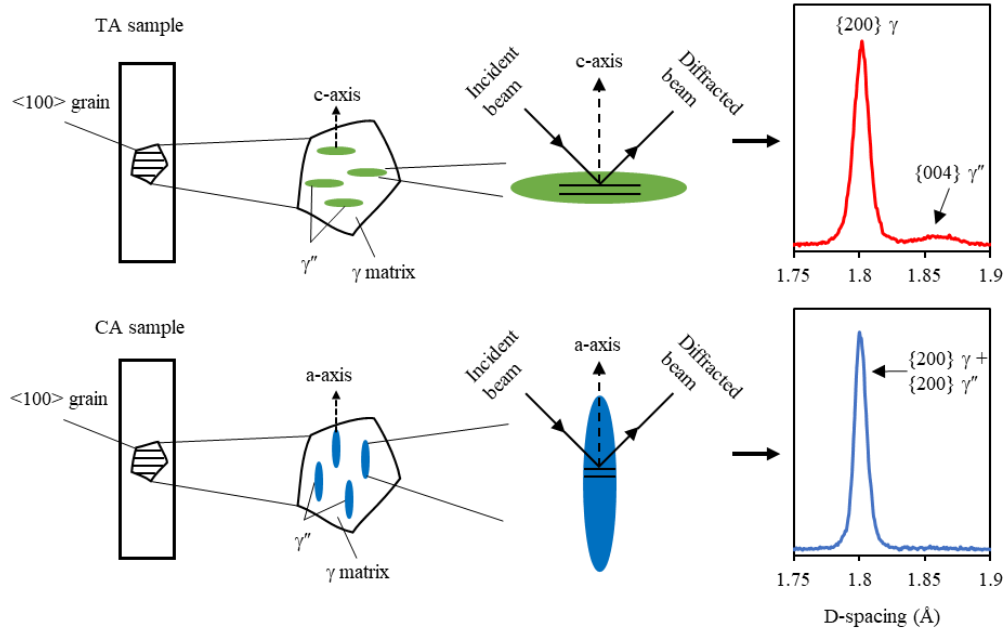 TA sample
<100> grain
c-axis
γ″
γ matrix
Incident
beam
c-axis
Diffracted
beam
{200} γ
{004} γ″
1.75 1.8 1.85 1.9
CA sample
<100> grain
a-axis
γ″
γ matrix
Incident
beam
a-axis
Diffracted
beam
{200} γ +
{200} γ″
1.75 1.8 1.85 1.9
D-spacing (Å)